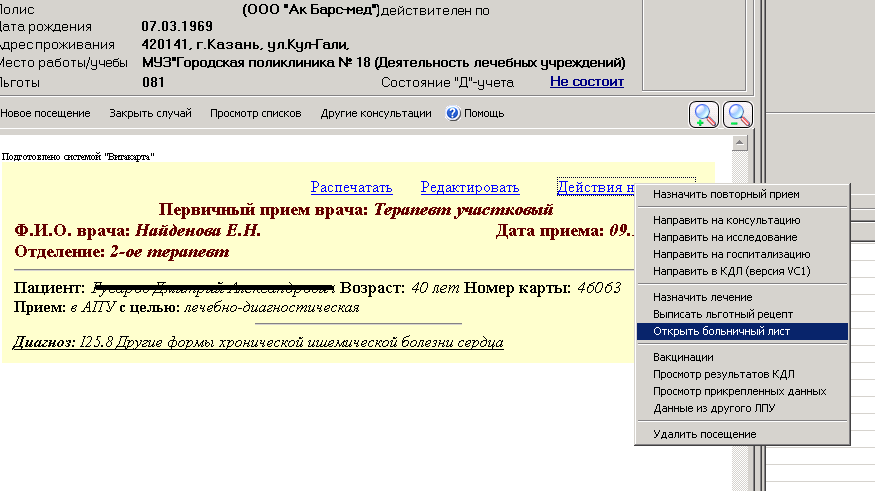 Полис (ООО "Ак Барс-мед") действителен по
Дата рождения 07.03.1969
Адрес проживания 420141, г.Казань, ул.Кул-Гали,
Место работы/учебы МУЗ"Городская поликлиника № 18 (Деятельность лечебных учреждений)
Льготы 081 Состояние "Д"-учета Не состоит
Новое посещение Закрыть случай Просмотр списков Другие консультации Помощь
Подготовлено системой "Витакарта"
Распечатать Редактировать Действия н
Первичный прием врача: Терапевт участковый
Ф.И.О. врача: Найденова Е.Н. Дата приема: 09.
Отделение: 2-ое терапевт
Пациент: Возраст: 40 лет Номер карты: 46063
Прием: в АПУ с целью: лечебно-диагностическая
Диагноз: I25.8 Другие формы хронической ишемической болезни сердца
Назначить повторный прием
Направить на консультацию
Направить на исследование
Направить на госпитализацию
Направить в КДЛ (версия VC1)
Назначить лечение
Выписать льготный рецепт
Открыть больничный лист
Вакцинации
Просмотр результатов КДЛ
Просмотр прикрепленных данных
Данные из другого ЛПУ
Удалить посещение